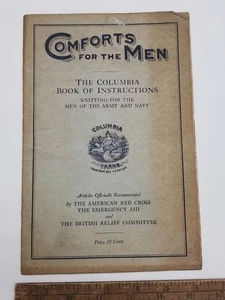 COMFORTS
FOR THE MEN
THE COLUMBIA
BOOK OF INSTRUCTIONS
KNITTING FOR THE
MEN OF THE ARMY AND NAVY
COLUMBIA
YARNS
Articles Officially Recommended
By THE AMERICAN RED CROSS
THE EMERGENCY AID
and
THE BRITISH RELIEF COMMITTEE
Price 10 Cents